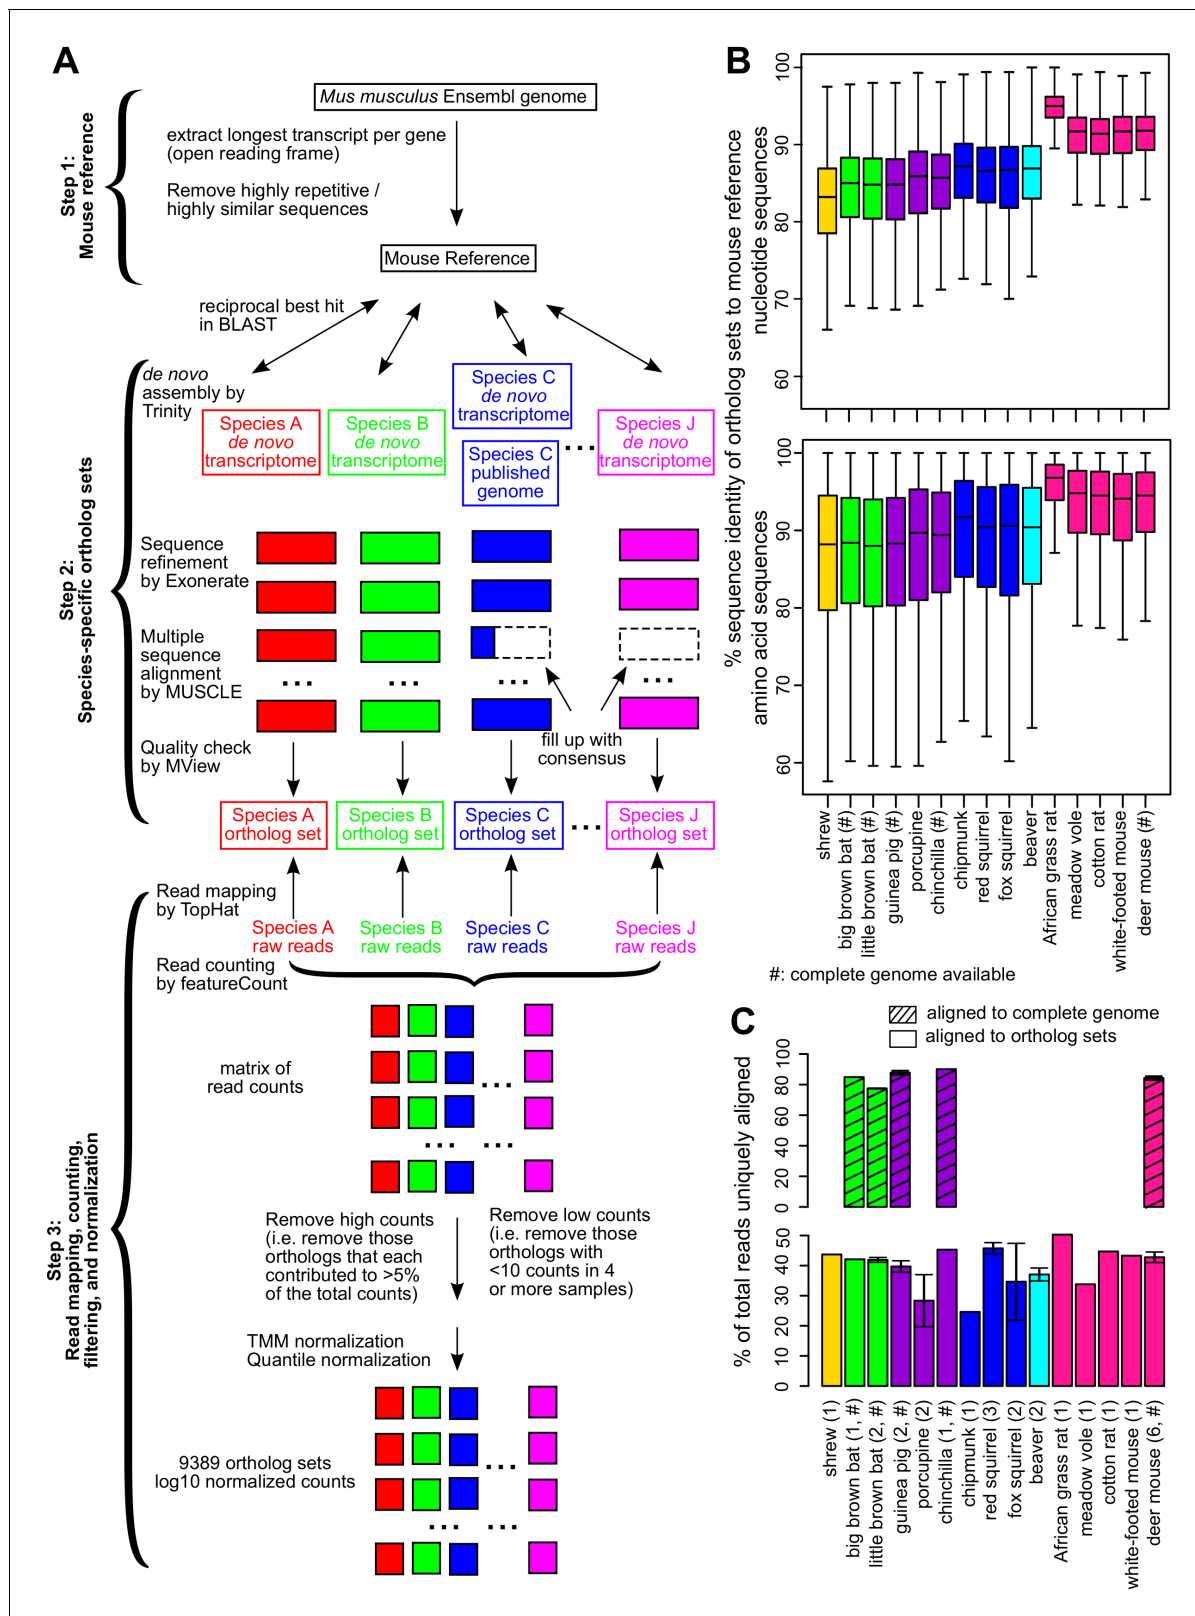 A
Mus musculus Ensembl genome
Step 1:
Mouse reference
extract longest transcript per gene
(open reading frame)
Remove highly repetitive /
highly similar sequences
Mouse Reference
reciprocal best hit
in BLAST
Step 2:
Species-specific ortholog sets
de novo
assembly by
Trinity
Species A
de novo
transcriptome
Species B
de novo
transcriptome
Species C
de novo
transcriptome
Species C
published
genome
...
Species J
de novo
transcriptome
Sequence
refinement
by Exonerate
Multiple
sequence
alignment
by MUSCLE
... ... ... ...
fill up with
consensus
Quality check
by MView
Species A
ortholog set
Species B
ortholog set
Species C
ortholog set
...
Species J
ortholog set
Step 3:
Read mapping, counting,
filtering, and normalization
Read mapping
by TopHat
Species A
raw reads
Species B
raw reads
Species C
raw reads
Species J
raw reads
Read counting
by featureCount
matrix of
read counts
...
... ...
Remove high counts
(i.e. remove those
orthologs that each
contributed to >5%
of the total counts)
Remove low counts
(i.e. remove those
orthologs with
<10 counts in 4
or more samples)
TMM normalization
Quantile normalization
9389 ortholog sets
log10 normalized counts
...
... ...
B
% sequence identity of ortholog sets to mouse reference
nucleotide sequences
100
90
80
70
60
amino acid sequences
100
90
80
70
60
shrew
big brown bat (#)
little brown bat (#)
guinea pig (#)
porcupine
chinchilla (#)
chipmunk
red squirrel
fox squirrel
beaver
African grass rat
meadow vole
cotton rat
white-footed mouse
deer mouse (#)
#: complete genome available
C
aligned to complete genome
aligned to ortholog sets
% of total reads uniquely aligned
100
80
60
40
20
0
50
40
30
20
10
0
shrew (1)
big brown bat (1, #)
little brown bat (2, #)
guinea pig (2, #)
porcupine (2)
chinchilla (1, #)
chipmunk (1)
red squirrel (3)
fox squirrel (2)
beaver (2)
African grass rat (1)
meadow vole (1)
cotton rat (1)
white-footed mouse (1)
deer mouse (6, #)